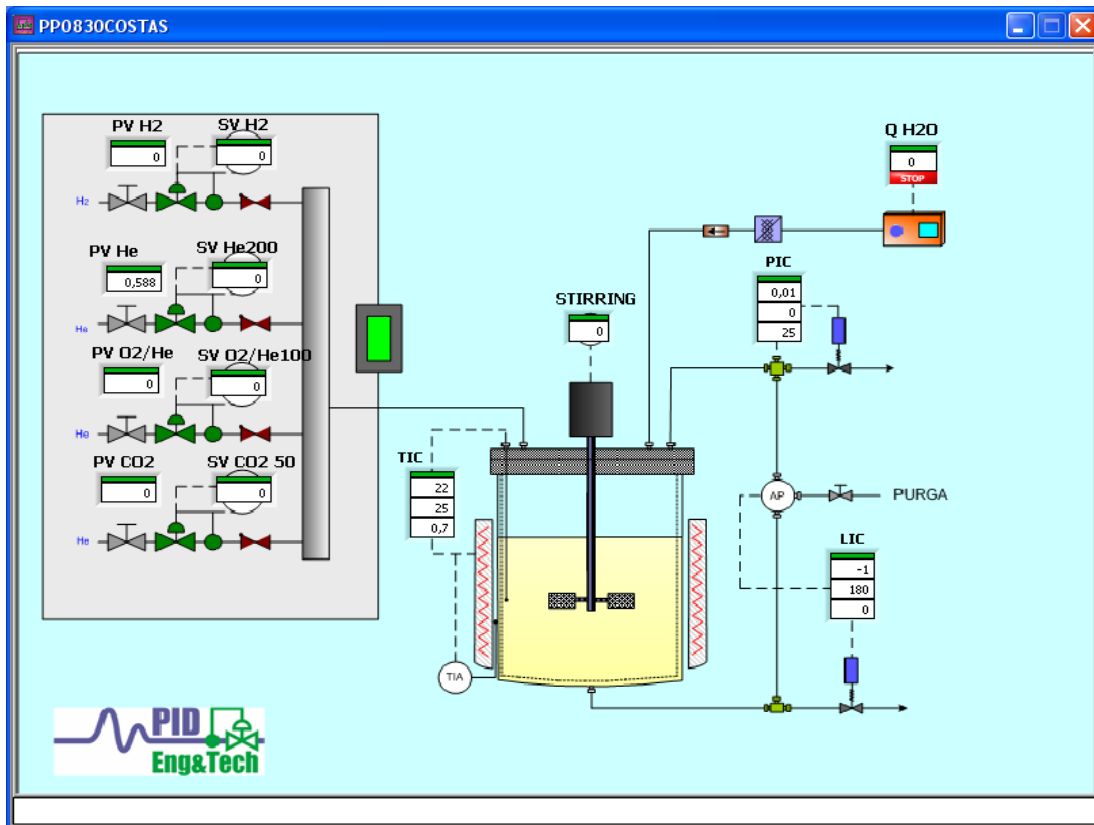 PP0830COSTAS
PV H2
SV H2
0
0
H2
PV He
SV He200
0,588
0
He
PV O2/He
SV O2/He100
0
0
He
PV CO2
SV CO2 50
0
0
He
Q H2O
0
STOP
PIC
0,01
0
25
STIRRING
0
TIC
22
25
0,7
AP
PURGA
LIC
-1
180
0
TIA
PID
Eng&Tech